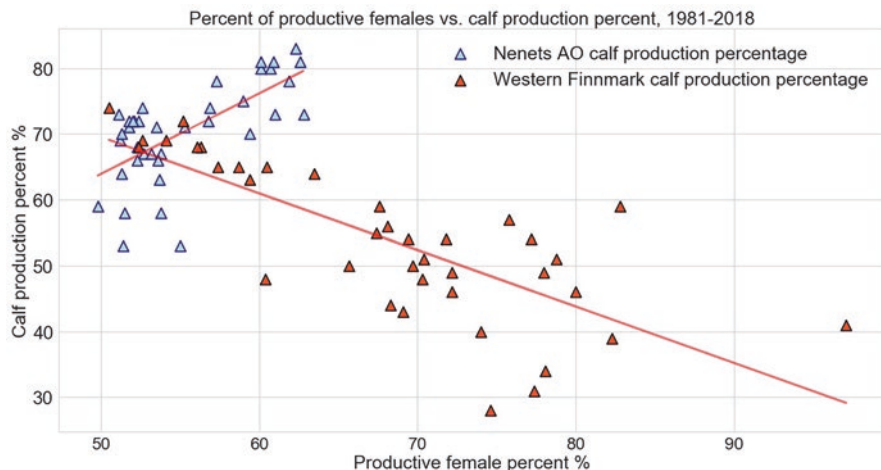 Percent of productive females vs. calf production percent, 1981-2018
Nenets AO calf production percentage
Western Finnmark calf production percentage
Calf production percent %
80
70
60
50
40
30
50
60
70
80
90
Productive female percent %